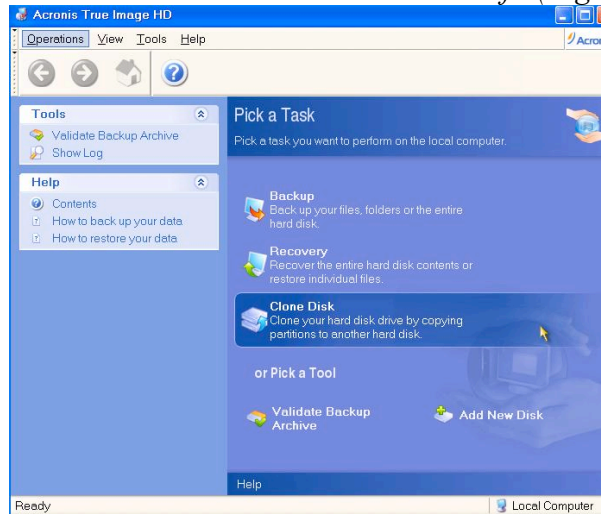 Acronis True Image HD
Operations View Tools Help
Tools
Validate Backup Archive
Show Log
Help
Contents
How to back up your data
How to restore your data
Pick a Task
Pick a task you want to perform on the local computer.
Backup
Back up your files, folders or the entire
hard disk.
Recovery
Recover the entire hard disk contents or
restore individual files.
Clone Disk
Clone your hard disk drive by copying
partitions to another hard disk.
or Pick a Tool
Validate Backup
Archive
Add New Disk
Help
Ready
Local Computer